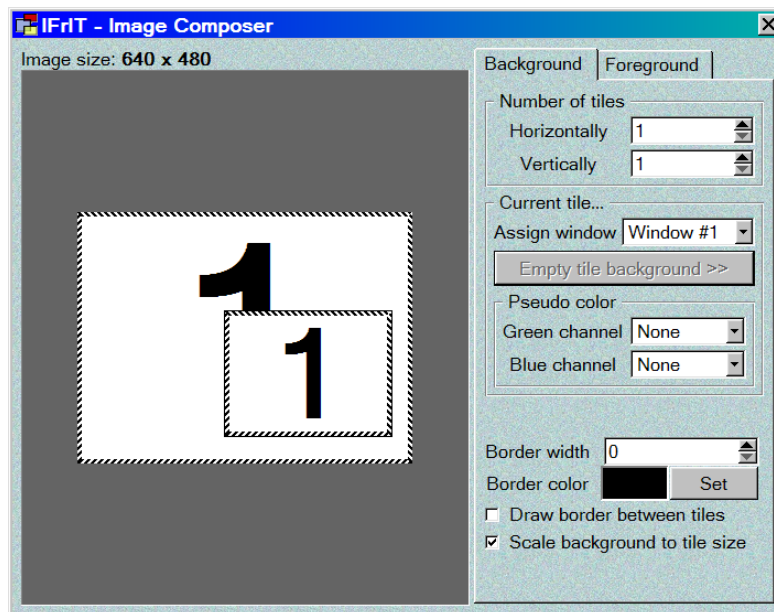 IFrIT - Image Composer
Image size: 640 x 480
1
1
Background Foreground
Number of tiles
Horizontally 1
Vertically 1
Current tile...
Assign window Window #1
Empty tile background >>
Pseudo color
Green channel None
Blue channel None
Border width 0
Border color Set
Draw border between tiles
Scale background to tile size